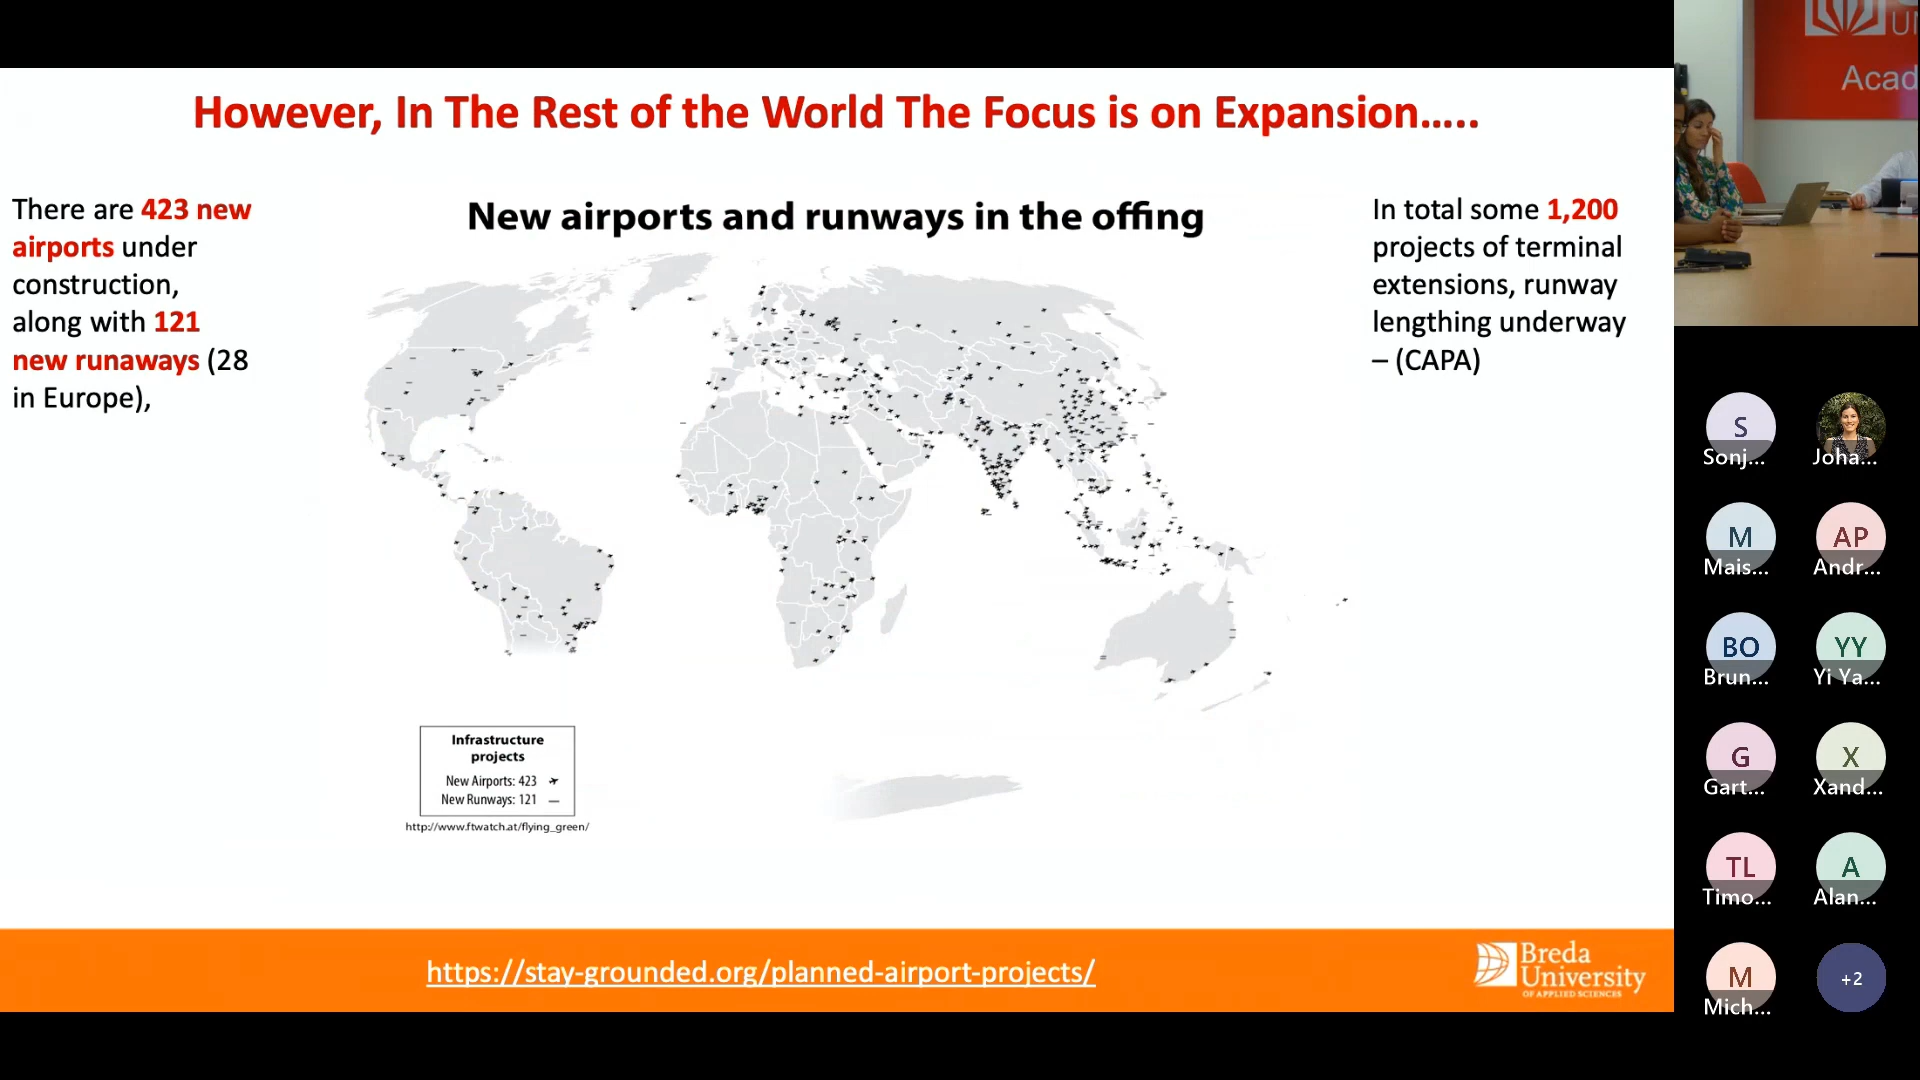 However, In The Rest of the World The Focus is on Expansion.....
There are 423 new
airports under
construction,
along with 121
new runaways (28
in Europe),
New airports and runways in the offing
Infrastructure
projects
New Airports: 423
New Runways: 121
http://www.ftwatch.at/flying_green/
In total some 1,200
projects of terminal
extensions, runway
lengthing underway
– (CAPA)
https://stay-grounded.org/planned-airport-projects/
Breda
University
OF APPLIED SCIENCES
UN
Acad
S
Sonj...
Joha...
M
Mais...
AP
Andr...
BO
Brun...
YY
Yi Ya...
G
Gart...
X
Xand...
TL
Timo...
A
Alan...
M
Mich...
+2